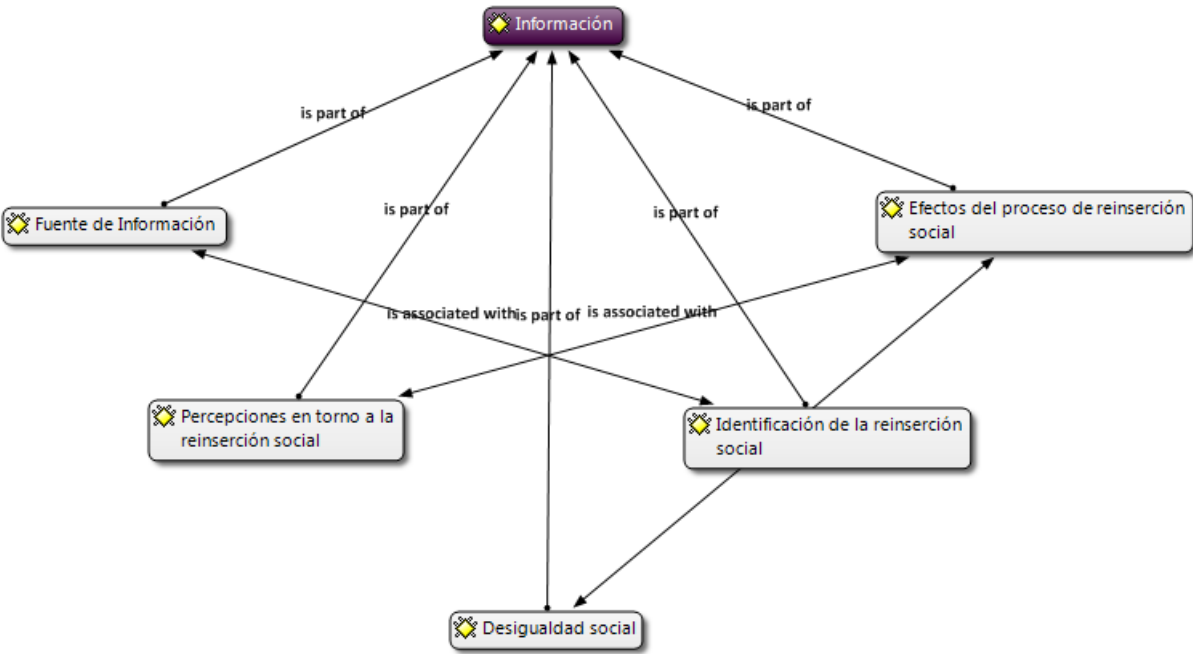 Información
is part of
is part of
Fuente de Información
Efectos del proceso de reinserción
social
is part of
is part of
is associated with
is part of
is associated with
Percepciones en torno a la
reinserción social
Identificación de la reinserción
social
Desigualdad social